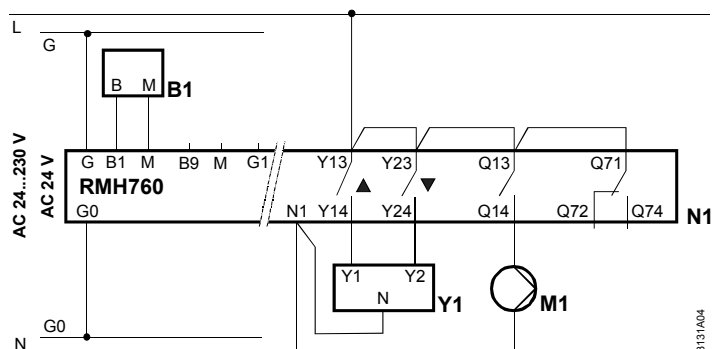 L
G
B M B1
AC 24...230 V
AC 24 V
G B1 M B9 M G1 Y13 Y23 Q13 Q71
RMH760
G0 N1 Y14 Y24 Q14 Q72 Q74 N1
Y1 Y2
N Y1 M1
G0
N